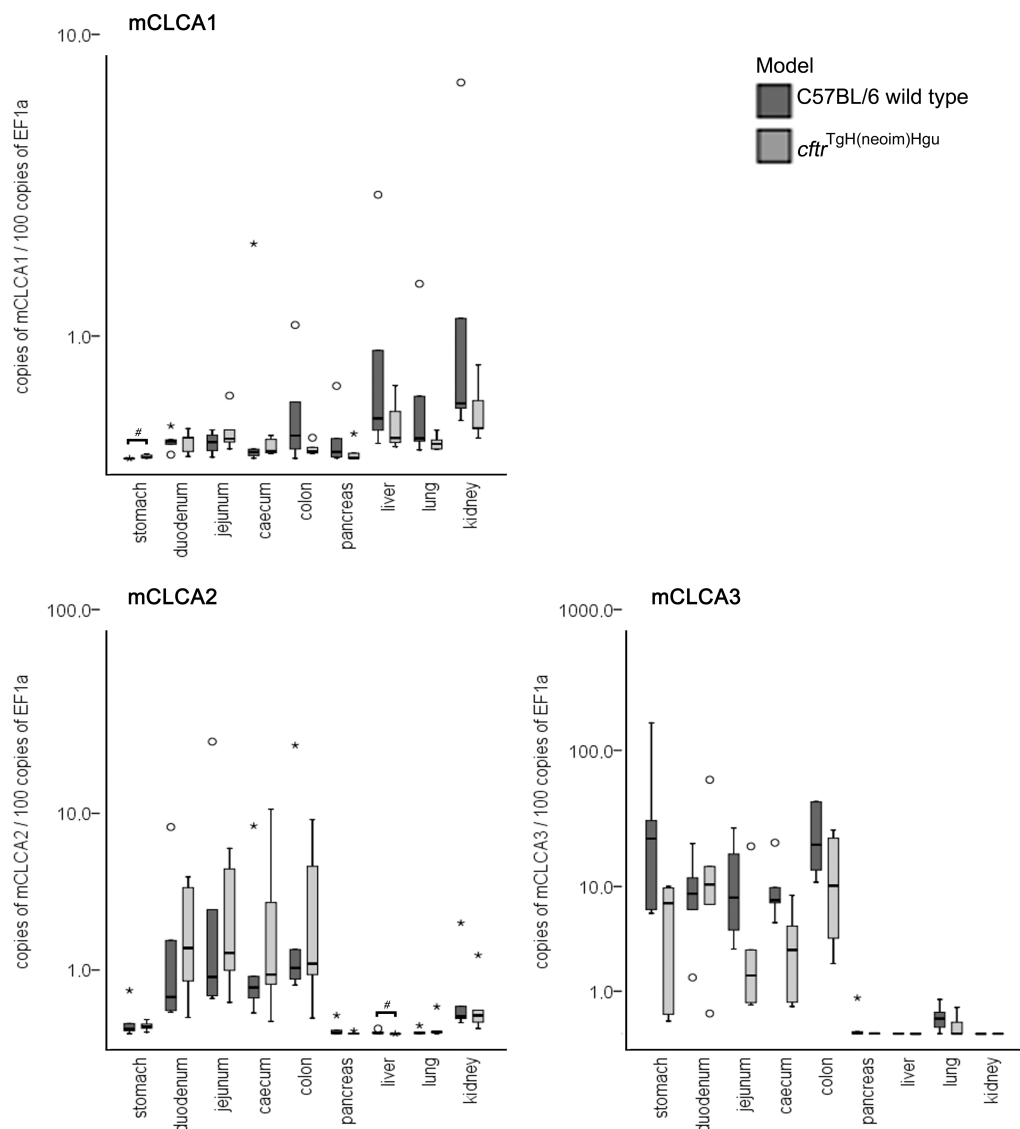 mCLCA1
10.0
1.0
copies of mCLCA1 / 100 copies of EF1a
*
*
#
*
stomach
duodenum
jejunum
caecum
colon
pancreas
liver
lung
kidney
Model
C57BL/6 wild type
cftr TgH(neoim)Hgu
mCLCA2
100.0
10.0
1.0
copies of mCLCA2 / 100 copies of EF1a
#
stomach
duodenum
jejunum
caecum
colon
pancreas
liver
lung
kidney
mCLCA3
1000.0
100.0
10.0
1.0
copies of mCLCA3 / 100 copies of EF1a
stomach
duodenum
jejunum
caecum
colon
pancreas
liver
lung
kidney